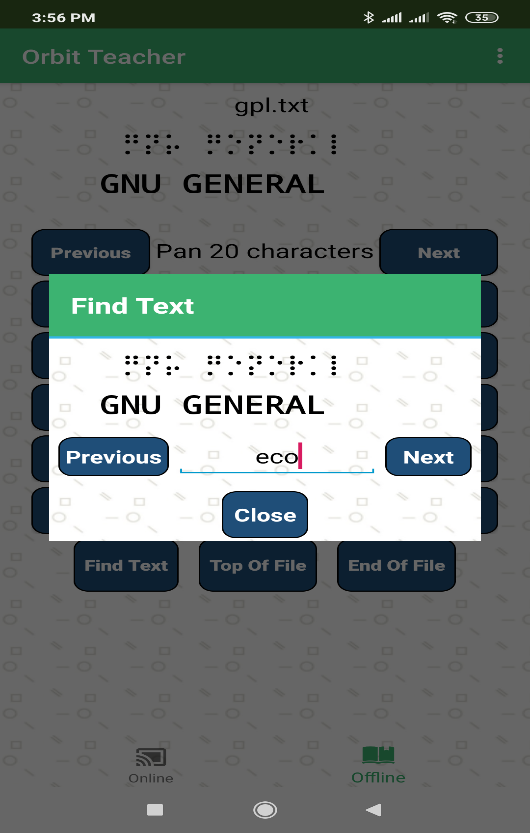 3:56 PM 35
Orbit Teacher
gpl.txt
⡛⡝⡥ ⡛⡑⡝⡑⡗⡁⡇
GNU GENERAL
Previous Pan 20 characters Next
Find Text
⡛⡝⡥ ⡛⡑⡝⡑⡗⡁⡇
GNU GENERAL
Previous eco Next
Close
Find Text Top Of File End Of File
Online Offline